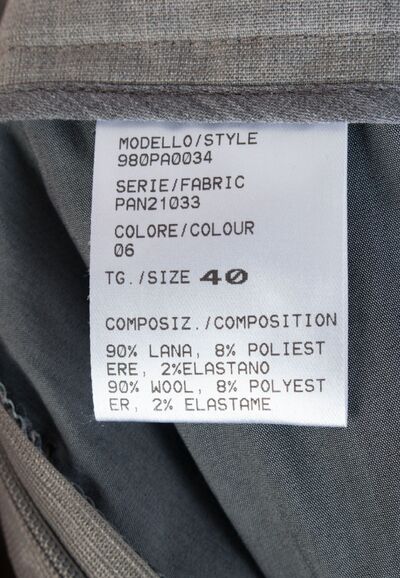 MODELLO/STYLE
980PA0034
SERIE/FABRIC
PAN21033
COLORE/COLOUR
06
TG./SIZE 40
COMPOSIZ./COMPOSITION
90% LANA, 8% POLIEST
ERE, 2%ELASTANO
90% WOOL, 8% POLYEST
ER, 2% ELASTAME